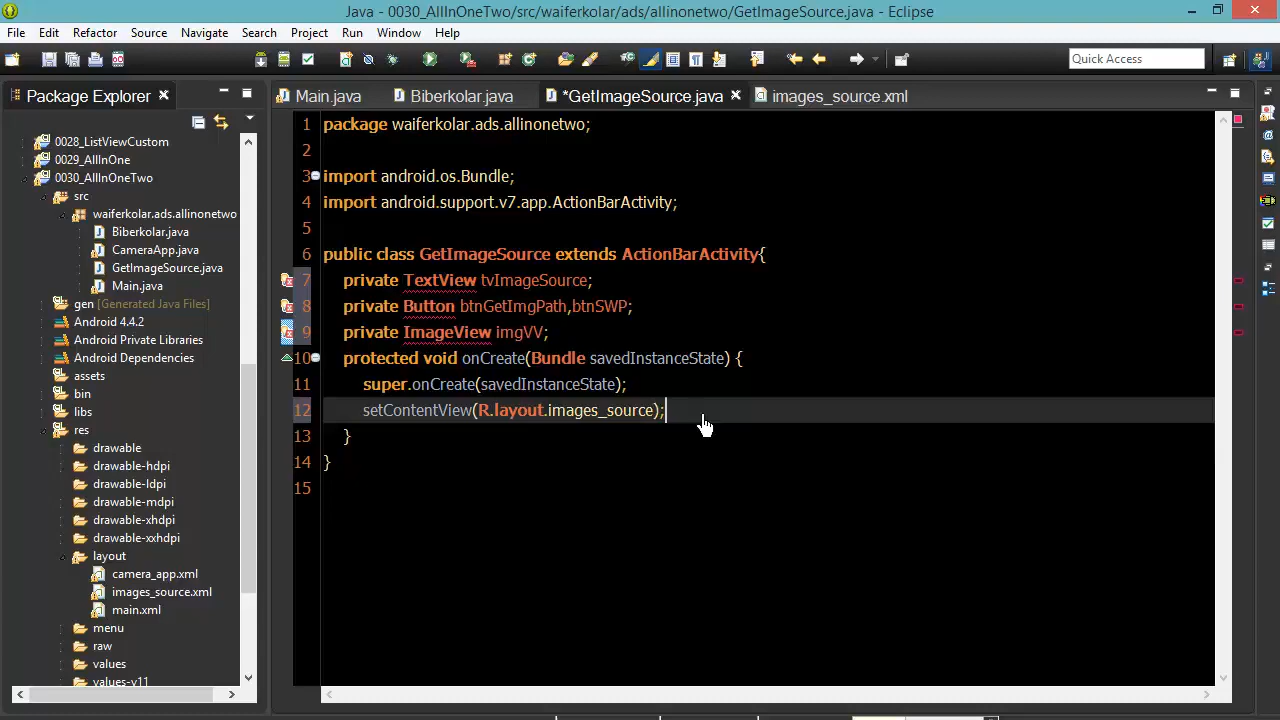 Java - 0030_AllInOneTwo/src/waiferkolar/ads/allinonetwo/GetImageSource.java - Eclipse
File Edit Refactor Source Navigate Search Project Run Window Help
Quick Access
Package Explorer
Main.java Biberkolar.java *GetImageSource.java images_source.xml
0028_ListViewCustom
0029_AllInOne
0030_AllInOneTwo
src
waiferkolar.ads.allinonetwo
Biberkolar.java
CameraApp.java
GetImageSource.java
Main.java
gen [Generated Java Files]
Android 4.4.2
Android Private Libraries
Android Dependencies
assets
bin
libs
res
drawable
drawable-hdpi
drawable-ldpi
drawable-mdpi
drawable-xhdpi
drawable-xxhdpi
layout
camera_app.xml
images_source.xml
main.xml
menu
raw
values
values-v11
1 package waiferkolar.ads.allinonetwo;
2
3 import android.os.Bundle;
4 import android.support.v7.app.ActionBarActivity;
5
6 public class GetImageSource extends ActionBarActivity{
7 private TextView tvImageSource;
8 private Button btnGetImgPath,btnSWP;
9 private ImageView imgVV;
10 protected void onCreate(Bundle savedInstanceState) {
11 super.onCreate(savedInstanceState);
12 setContentView(R.layout.images_source);
13 }
14 }
15